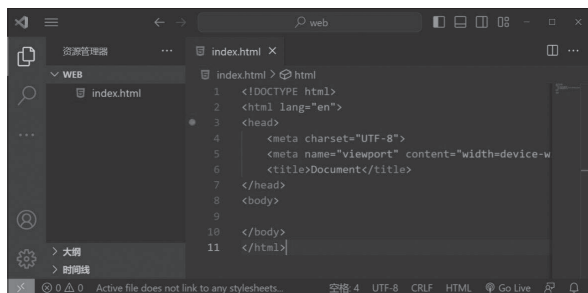 web
资源管理器 ···
index.html ×
WEB
index.html
index.html > html
1 <!DOCTYPE html>
2 <html lang="en">
3 <head>
4 <meta charset="UTF-8">
5 <meta name="viewport" content="width=device-w
6 <title>Document</title>
7 </head>
8 <body>
9
10 </body>
11 </html>
大纲
时间线
0 0 Active file does not link to any stylesheets... 空格: 4 UTF-8 CRLF HTML Go Live